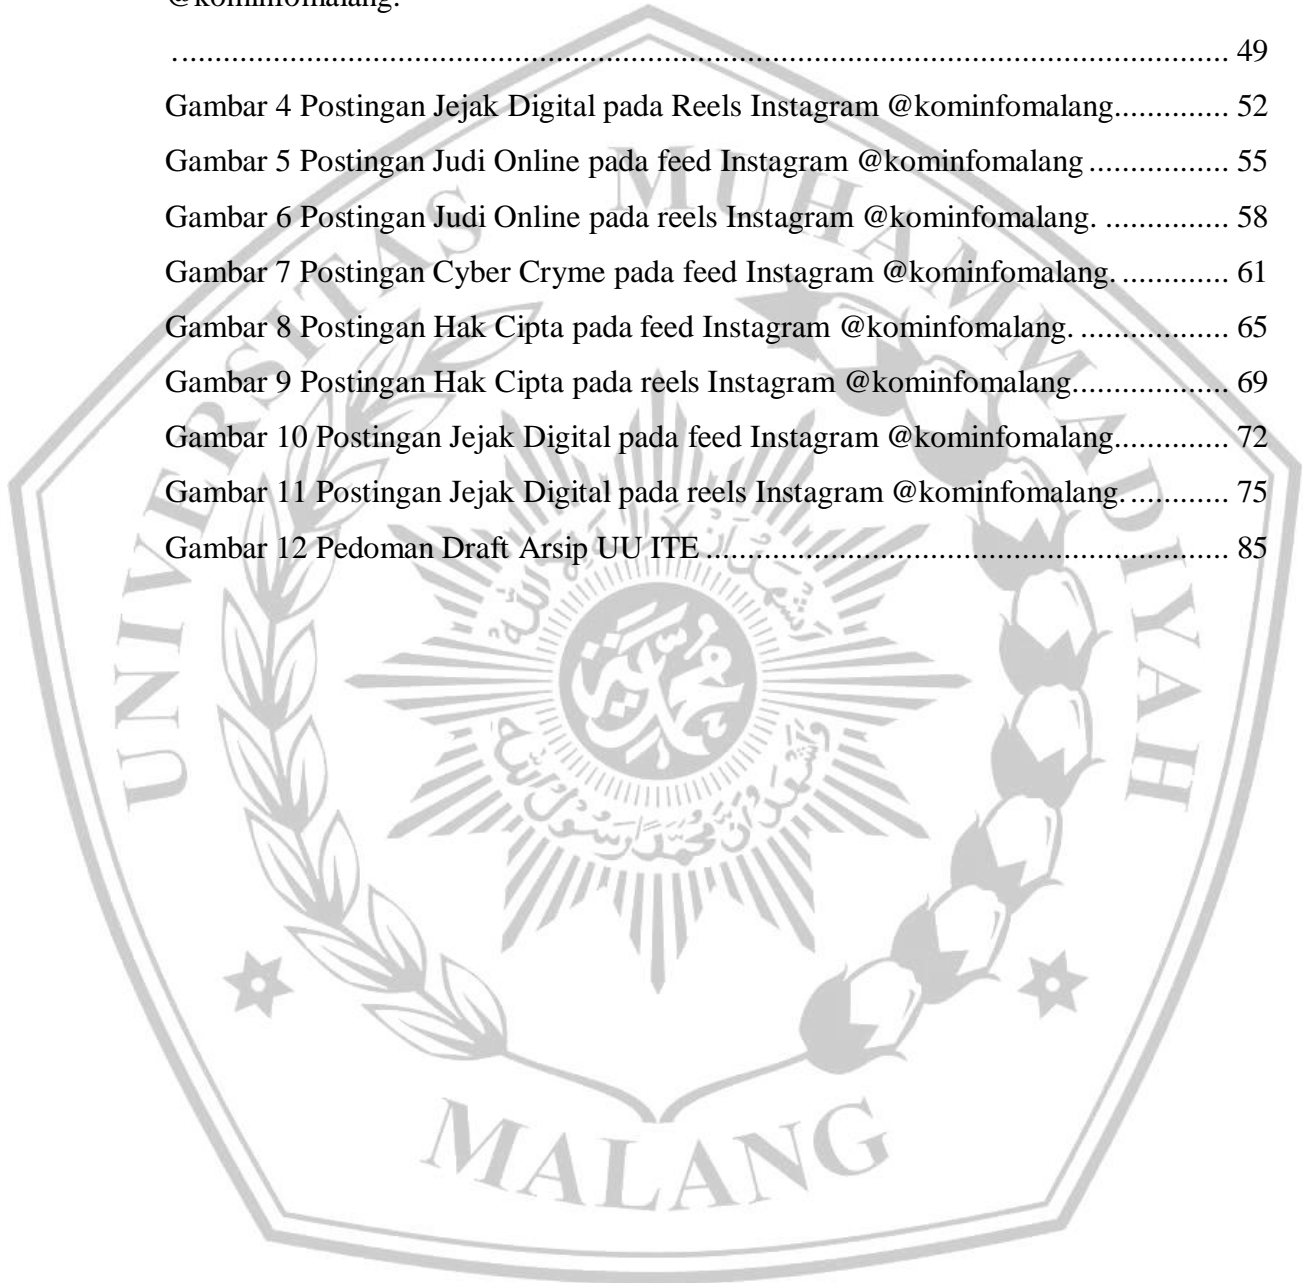 @kominfomalang.
........................................................................................................................... 49
Gambar 4 Postingan Jejak Digital pada Reels Instagram @kominfomalang.............. 52
Gambar 5 Postingan Judi Online pada feed Instagram @kominfomalang ................. 55
Gambar 6 Postingan Judi Online pada reels Instagram @kominfomalang. ............... 58
Gambar 7 Postingan Cyber Cryme pada feed Instagram @kominfomalang. ............. 61
Gambar 8 Postingan Hak Cipta pada feed Instagram @kominfomalang. .................. 65
Gambar 9 Postingan Hak Cipta pada reels Instagram @kominfomalang................... 69
Gambar 10 Postingan Jejak Digital pada feed Instagram @kominfomalang.............. 72
Gambar 11 Postingan Jejak Digital pada reels Instagram @kominfomalang. ............ 75
Gambar 12 Pedoman Draft Arsip UU ITE ................................................................ 85
UNIVERSITAS MUHAMMADIYAH
MALANG